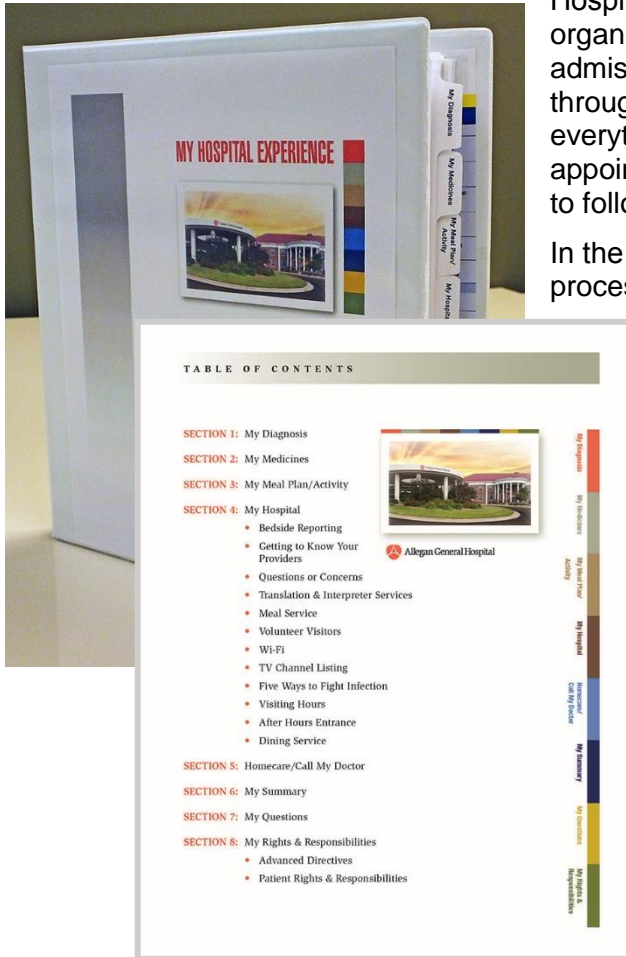 Hospi
organ
admis
throug
everyt
appoir
to follo
In the
proces
MY HOSPITAL EXPERIENCE
My Diagnosis
My Medicines
My Meal Plan/
Activity
My Hospita
TABLE OF CONTENTS
SECTION 1: My Diagnosis
SECTION 2: My Medicines
SECTION 3: My Meal Plan/Activity
SECTION 4: My Hospital
• Bedside Reporting
• Getting to Know Your
Providers
• Questions or Concerns
• Translation & Interpreter Services
• Meal Service
• Volunteer Visitors
• Wi-Fi
• TV Channel Listing
• Five Ways to Fight Infection
• Visiting Hours
• After Hours Entrance
• Dining Service
SECTION 5: Homecare/Call My Doctor
SECTION 6: My Summary
SECTION 7: My Questions
SECTION 8: My Rights & Responsibilities
• Advanced Directives
• Patient Rights & Responsibilities
Allegan General Hospital
My Diagnosis
My Medicines
My Meal Plan/
Activity
My Hospital
Homecare/
Call My Doctor
My Summary
My Questions
My Rights &
Responsibilities